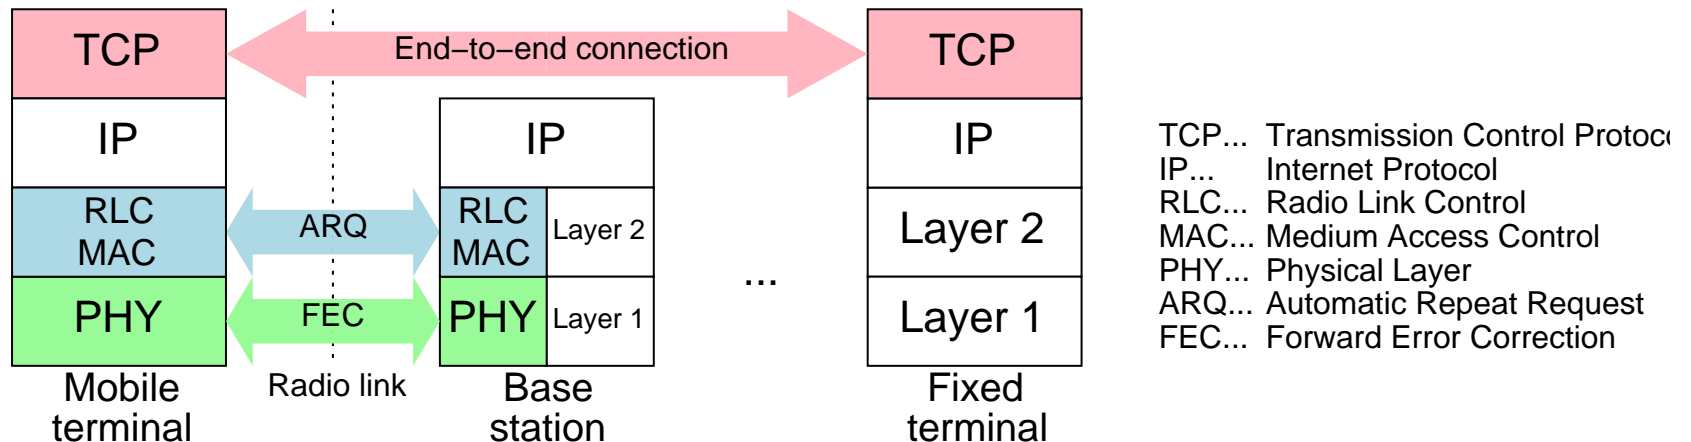 TCP
End−to−end connection
TCP
IP
IP
IP
RLC
MAC
ARQ
RLC
MAC
Layer 2
Layer 2
PHY
FEC
PHY
Layer 1
Layer 1
...
Mobile
terminal
Radio link
Base
station
Fixed
terminal
TCP... Transmission Control Protoc
IP... Internet Protocol
RLC... Radio Link Control
MAC... Medium Access Control
PHY... Physical Layer
ARQ... Automatic Repeat Request
FEC... Forward Error Correction